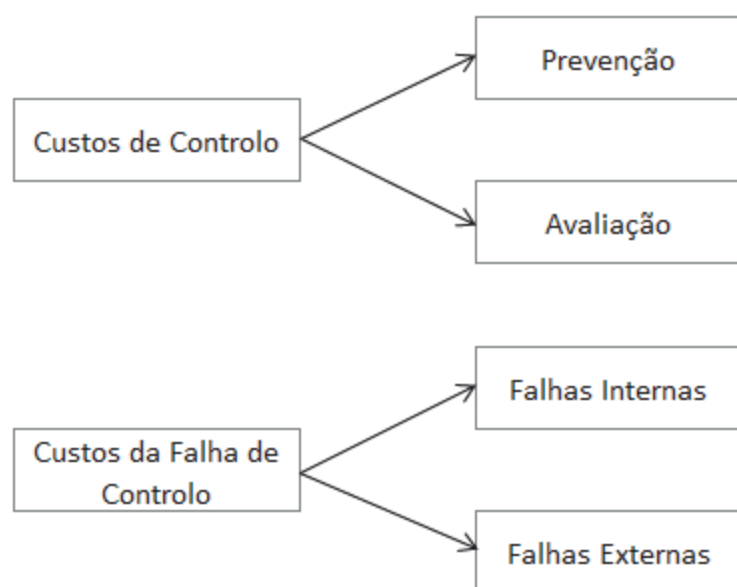 Prevenção
Custos de Controlo
Avaliação
Falhas Internas
Custos da Falha de
Controlo
Falhas Externas